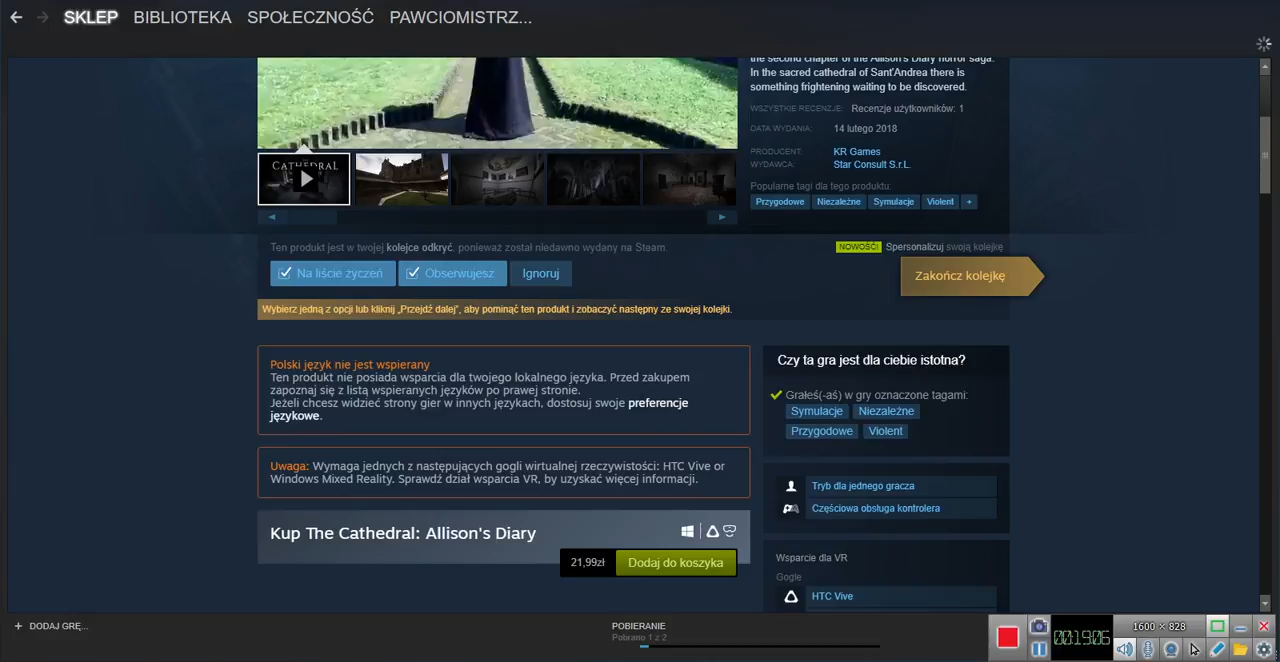 SKLEP BIBLIOTEKA SPOŁECZNOŚĆ PAWCIOMISTRZ...
the second chapter of the Allison's Diary horror saga.
In the sacred cathedral of Sant'Andrea there is
something frightening waiting to be discovered.
WSZYSTKIE RECENZJE: Recenzje użytkowników: 1
DATA WYDANIA: 14 lutego 2018
PRODUCENT: KR Games
WYDAWCA: Star Consult S.r.L.
Popularne tagi dla tego produktu:
Przygodowe Niezależne Symulacje Violent +
CATHEDRAL
Ten produkt jest w twojej kolejce odkryć, ponieważ został niedawno wydany na Steam
NOWOŚĆ! Spersonalizuj swoją kolejkę
Na liście życzeń Obserwujesz Ignoruj
Zakończ kolejkę
Wybierz jedną z opcji lub kliknij „Przejdź dalej”, aby pominąć ten produkt i zobaczyć następny ze swojej kolejki.
Polski język nie jest wspierany
Ten produkt nie posiada wsparcia dla twojego lokalnego języka. Przed zakupem
zapoznaj się z listą wspieranych języków po prawej stronie.
Jeżeli chcesz widzieć strony gier w innych językach, dostosuj swoje preferencje
językowe.
Czy ta gra jest dla ciebie istotna?
Grałeś(-aś) w gry oznaczone tagami:
Symulacje Niezależne
Przygodowe Violent
Uwaga: Wymaga jednych z następujących gogli wirtualnej rzeczywistości: HTC Vive or
Windows Mixed Reality. Sprawdź dział wsparcia VR, by uzyskać więcej informacji.
Tryb dla jednego gracza
Częściowa obsługa kontrolera
Kup The Cathedral: Allison's Diary
21,99zł Dodaj do koszyka
Wsparcie dla VR
Gogle
HTC Vive
+ DODAJ GRĘ...
POBIERANIE
Pobrano 1 z 2
00:19:06
1600 × 828